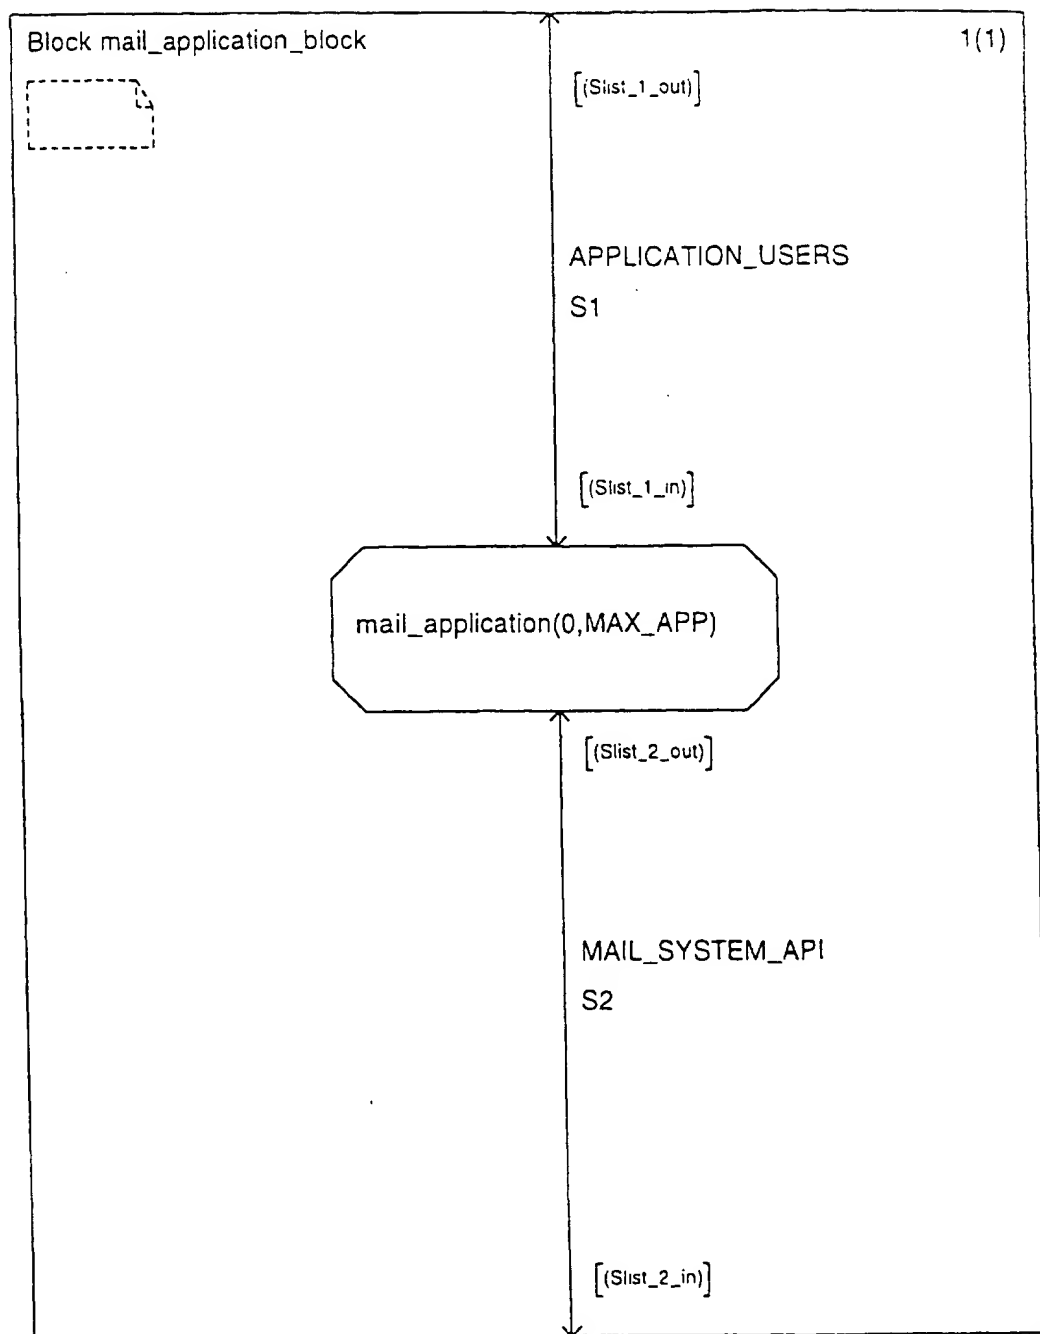 Block mail_application_block
1(1)
[(Slist_1_out)]
APPLICATION_USERS
S1
[(Slist_1_in)]
mail_application(0,MAX_APP)
[(Slist_2_out)]
MAIL_SYSTEM_API
S2
[(Slist_2_in)]